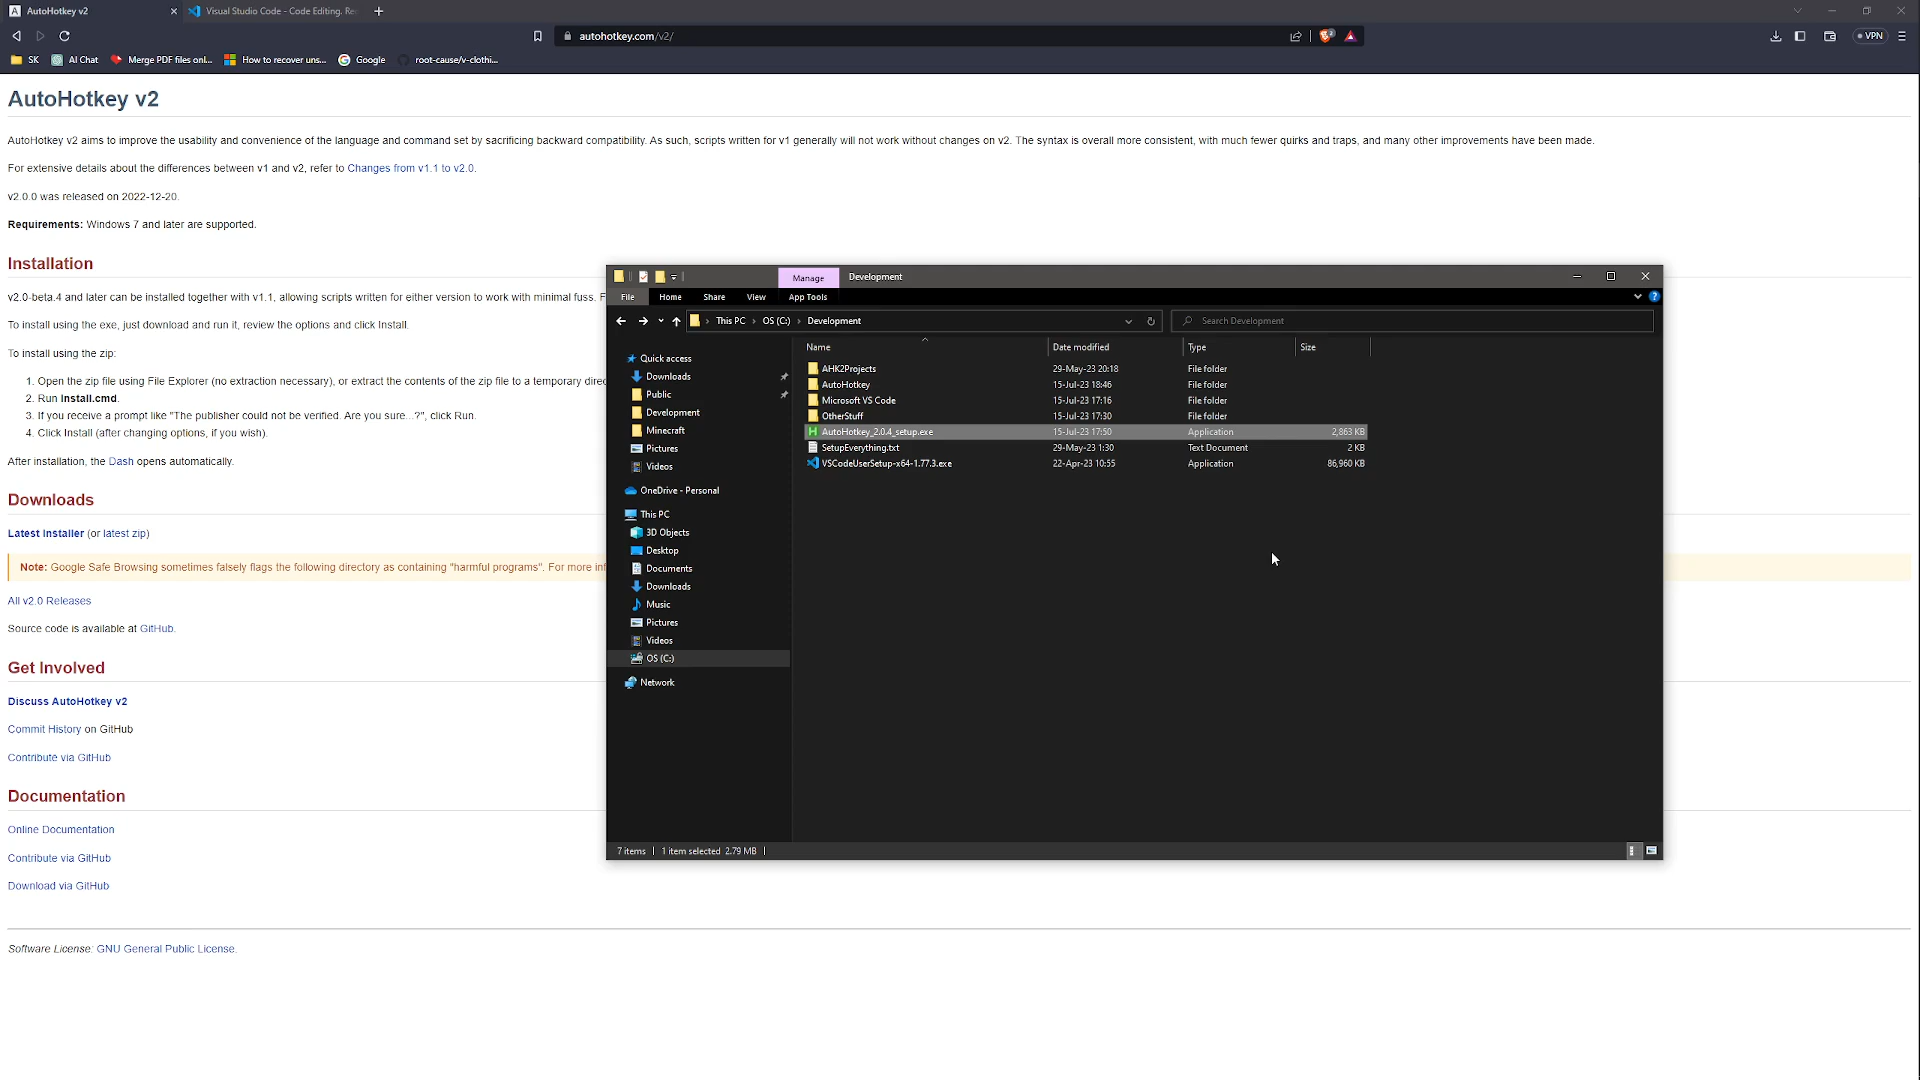 AutoHotkey v2
Visual Studio Code - Code Editing. Re
autohotkey.com/v2/
VPN
SK
AI Chat
Merge PDF files onl...
How to recover uns...
Google
root-cause/v-clothi...
AutoHotkey v2
AutoHotkey v2 aims to improve the usability and convenience of the language and command set by sacrificing backward compatibility. As such, scripts written for v1 generally will not work without changes on v2. The syntax is overall more consistent, with much fewer quirks and traps, and many other improvements have been made.
For extensive details about the differences between v1 and v2, refer to Changes from v1.1 to v2.0.
v2.0.0 was released on 2022-12-20.
Requirements: Windows 7 and later are supported.
Installation
v2.0-beta.4 and later can be installed together with v1.1, allowing scripts written for either version to work with minimal fuss. F
To install using the exe, just download and run it, review the options and click Install.
To install using the zip:
1. Open the zip file using File Explorer (no extraction necessary), or extract the contents of the zip file to a temporary direc
2. Run Install.cmd.
3. If you receive a prompt like "The publisher could not be verified. Are you sure...?", click Run.
4. Click Install (after changing options, if you wish).
After installation, the Dash opens automatically.
Downloads
Latest Installer (or latest zip)
Note: Google Safe Browsing sometimes falsely flags the following directory as containing "harmful programs". For more inf
All v2.0 Releases
Source code is available at GitHub.
Get Involved
Discuss AutoHotkey v2
Commit History on GitHub
Contribute via GitHub
Documentation
Online Documentation
Contribute via GitHub
Download via GitHub
Software License: GNU General Public License.
Manage
Development
File
Home
Share
View
App Tools
This PC
OS (C:)
Development
Search Development
Quick access
Downloads
Public
Development
Minecraft
Pictures
Videos
OneDrive - Personal
This PC
3D Objects
Desktop
Documents
Downloads
Music
Pictures
Videos
OS (C:)
Network
Name
Date modified
Type
Size
AHK2Projects 29-May-23 20:18 File folder
AutoHotkey 15-Jul-23 18:46 File folder
Microsoft VS Code 15-Jul-23 17:16 File folder
OtherStuff 15-Jul-23 17:30 File folder
AutoHotkey_2.0.4_setup.exe 15-Jul-23 17:50 Application 2,863 KB
SetupEverything.txt 29-May-23 1:30 Text Document 2 KB
VSCodeUserSetup-x64-1.77.3.exe 22-Apr-23 10:55 Application 86,960 KB
7 items
1 item selected 2.79 MB